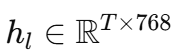 h_l ∈ ℝ^{T×768}